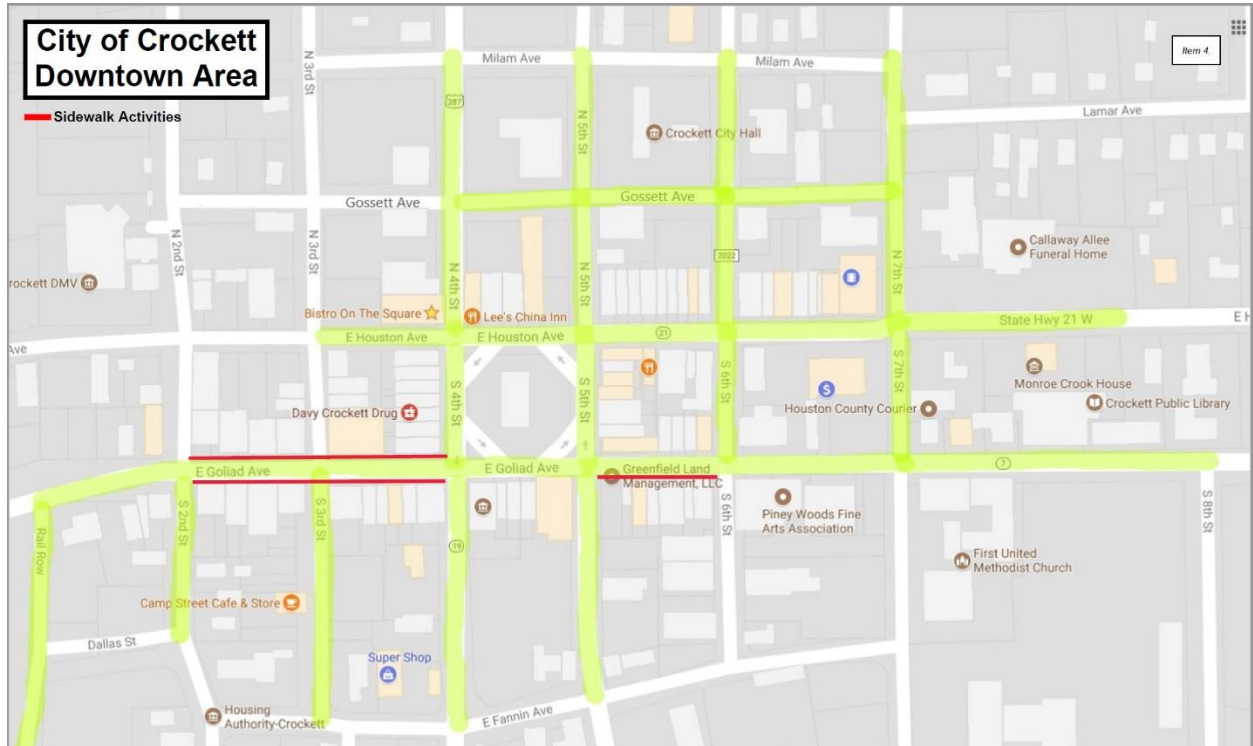 City of Crockett
Downtown Area
Item 4.
Sidewalk Activities
N 3rd St
287
Milam Ave
Milam Ave
N 5th St
Crockett City Hall
Lamar Ave
Gossett Ave
Gossett Ave
N 2nd St
N 3rd St
N 4th St
N 5th St
2022
N 7th St
Callaway Allee
Funeral Home
rockett DMV
Bistro On The Square
Lee's China Inn
E Houston Ave
E Houston Ave
21
State Hwy 21 W
E H
Ave
S 4th St
S 5th St
S 6th St
S 7th St
Monroe Crook House
Davy Crockett Drug
Houston County Courier
Crockett Public Library
E Goliad Ave
E Goliad Ave
Greenfield Land
Management, LLC
7
Rail Row
S 2nd St
S 3rd St
19
S 6th St
Piney Woods Fine
Arts Association
S 8th St
First United
Methodist Church
Camp Street Cafe & Store
Dallas St
Super Shop
Housing
Authority-Crockett
E Fannin Ave